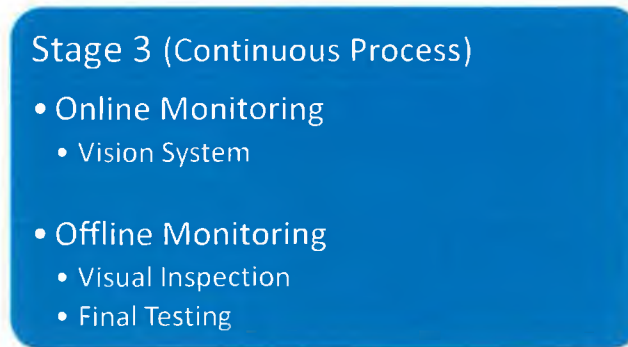 Stage 3 (Continuous Process)
• Online Monitoring
• Vision System
• Offline Monitoring
• Visual Inspection
• Final Testing